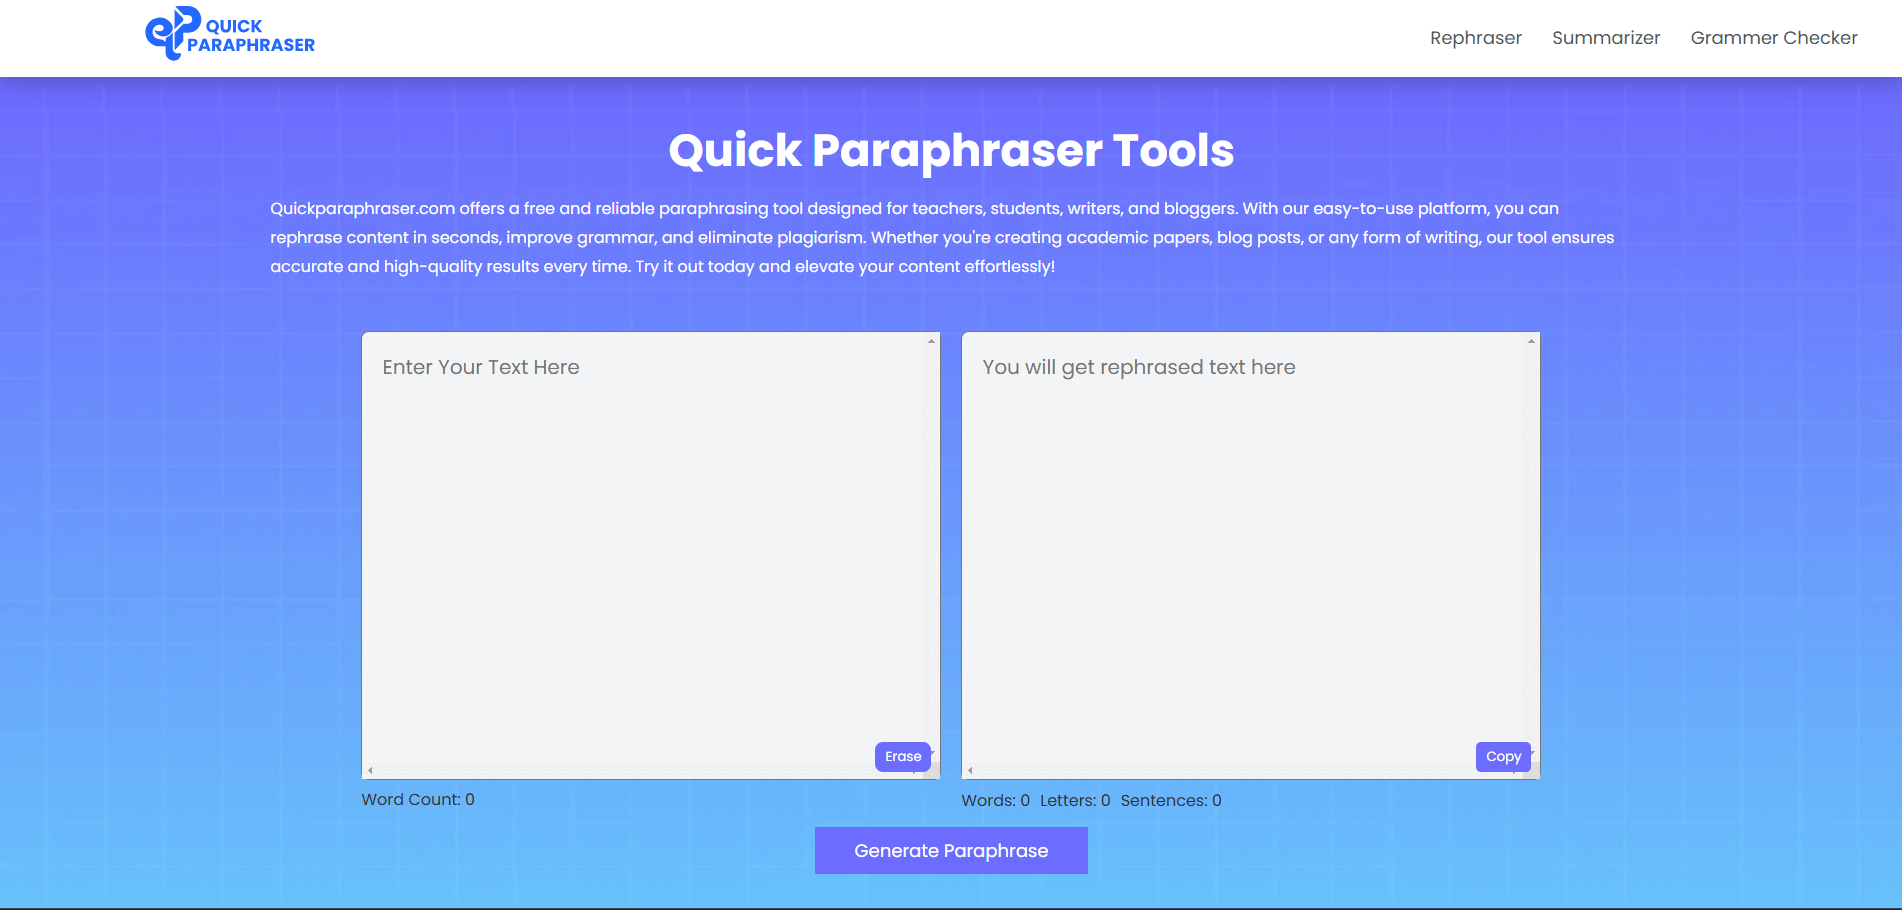 QUICK
PARAPHRASER
Rephraser Summarizer Grammer Checker
Quick Paraphraser Tools
Quickparaphraser.com offers a free and reliable paraphrasing tool designed for teachers, students, writers, and bloggers. With our easy-to-use platform, you can
rephrase content in seconds, improve grammar, and eliminate plagiarism. Whether you're creating academic papers, blog posts, or any form of writing, our tool ensures
accurate and high-quality results every time. Try it out today and elevate your content effortlessly!
Enter Your Text Here
You will get rephrased text here
Erase
Copy
Word Count: 0
Words: 0 Letters: 0 Sentences: 0
Generate Paraphrase